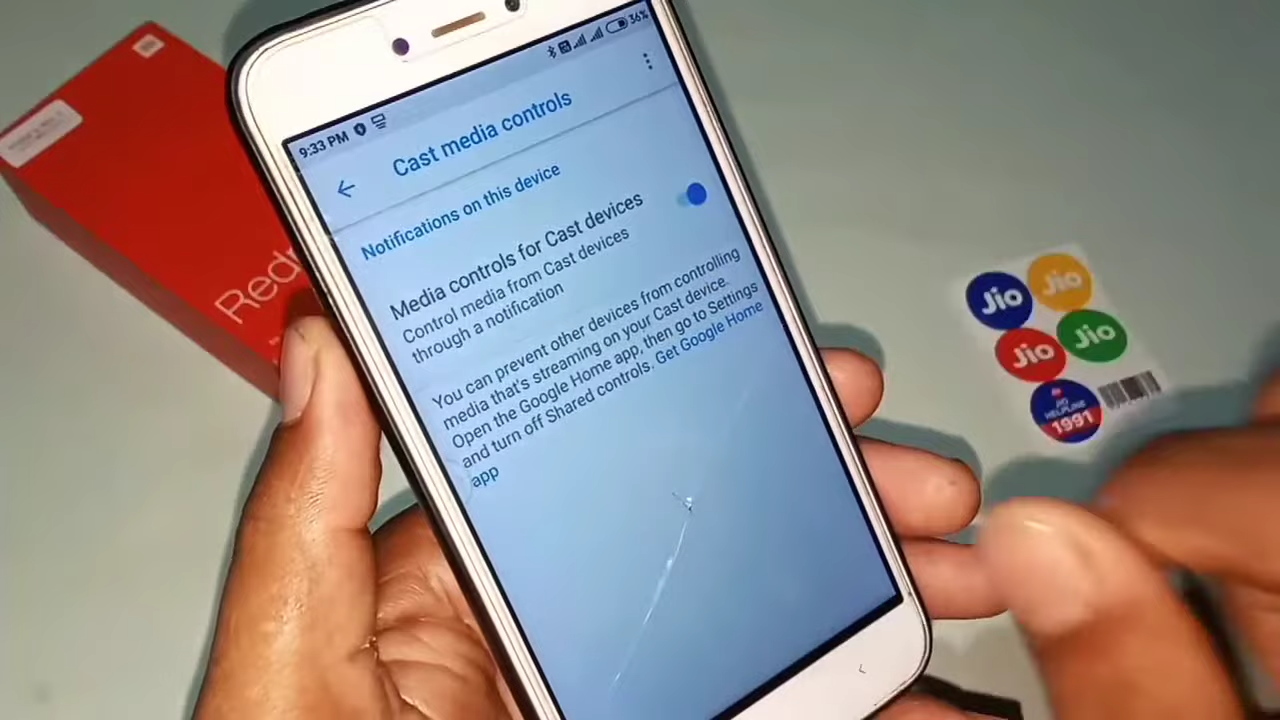 9:33 PM
36%
Cast media controls
Notifications on this device
Media controls for Cast devices
Control media from Cast devices
through a notification
You can prevent other devices from controlling
media that's streaming on your Cast device.
Open the Google Home app, then go to Settings
and turn off Shared controls. Get Google Home
app
Redm
Jio
Jio
Jio
Jio
JIO
HELPLINE
1991